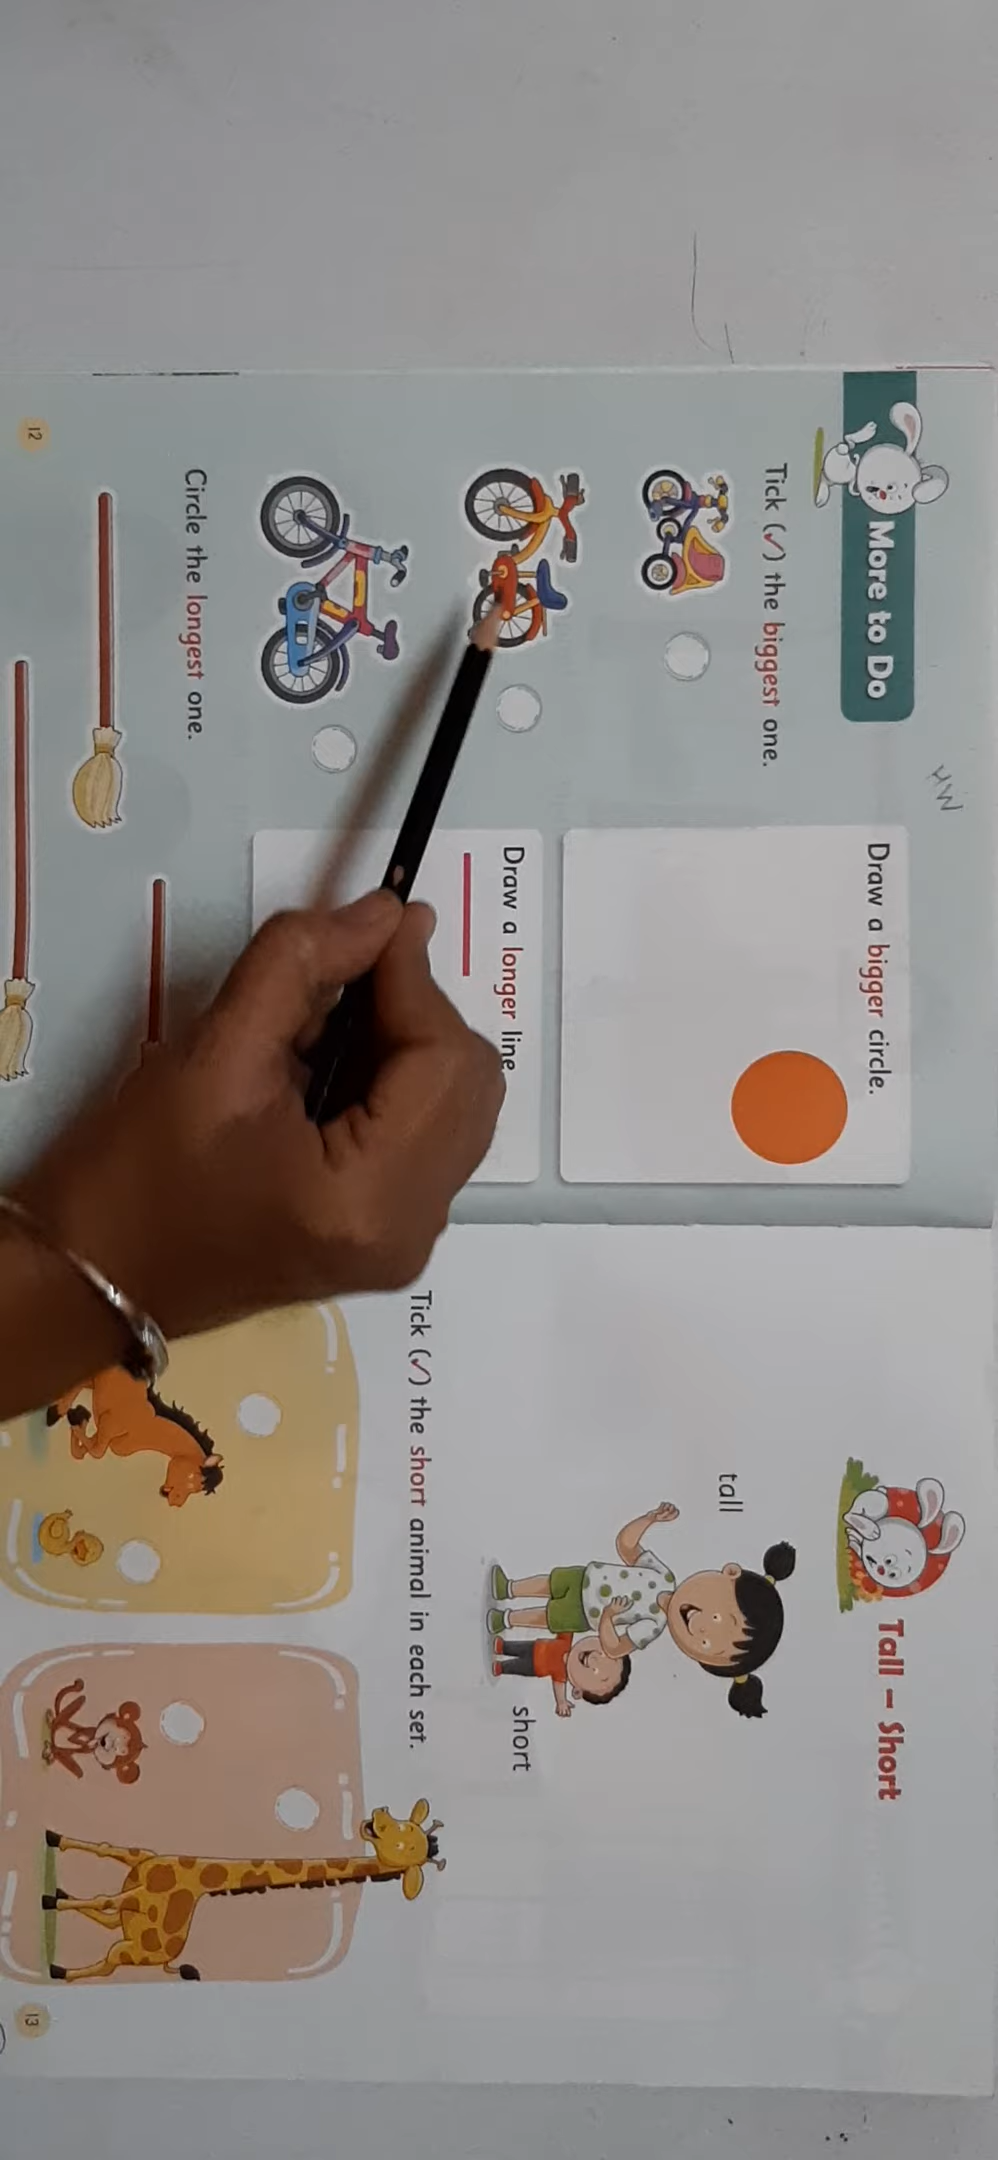 More to Do
HW
Tick (✓) the biggest one.
Draw a bigger circle.
Draw a longer line
Circle the longest one.
12
Tall – Short
tall
short
Tick (✓) the short animal in each set.
13